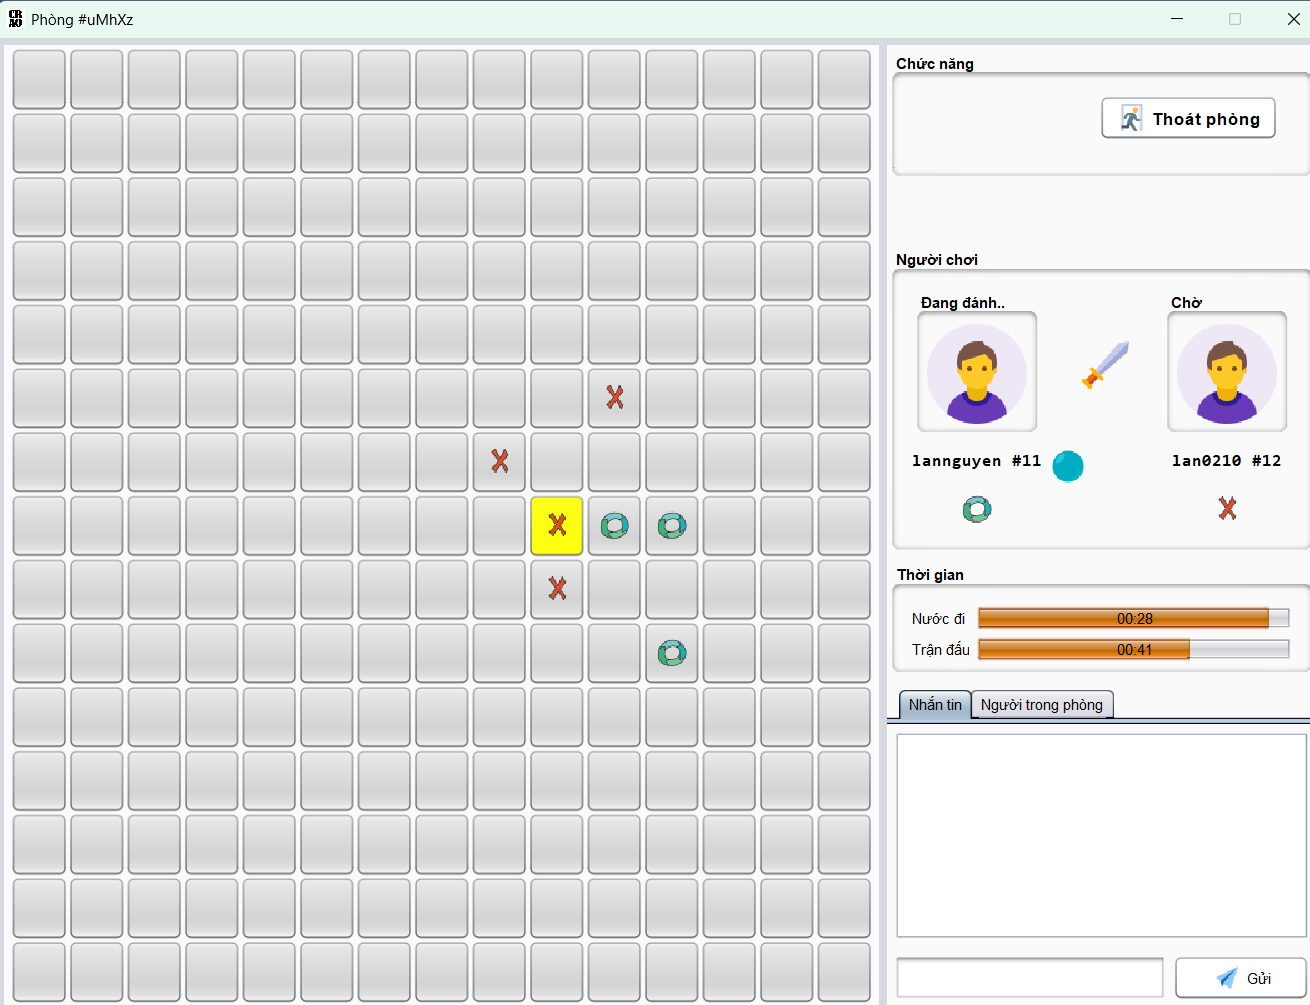 Phòng #uMhXz
Chức năng
Thoát phòng
Người chơi
Đang đánh..
Chờ
lannguyen #11
lan0210 #12
Thời gian
Nước đi 00:28
Trận đấu 00:41
Nhắn tin
Người trong phòng
Gửi